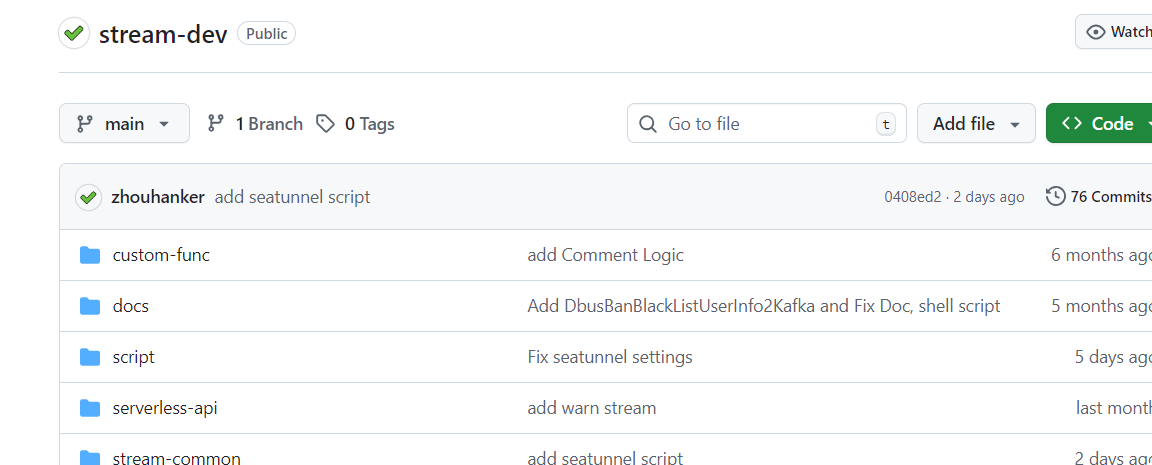 stream-dev Public Watch
main 1 Branch 0 Tags Go to file t Add file Code
zhouhanker add seatunnel script 0408ed2 · 2 days ago 76 Commits
custom-func add Comment Logic 6 months ago
docs Add DbusBanBlackListUserInfo2Kafka and Fix Doc, shell script 5 months ago
script Fix seatunnel settings 5 days ago
serverless-api add warn stream last month
stream-common add seatunnel script 2 days ago